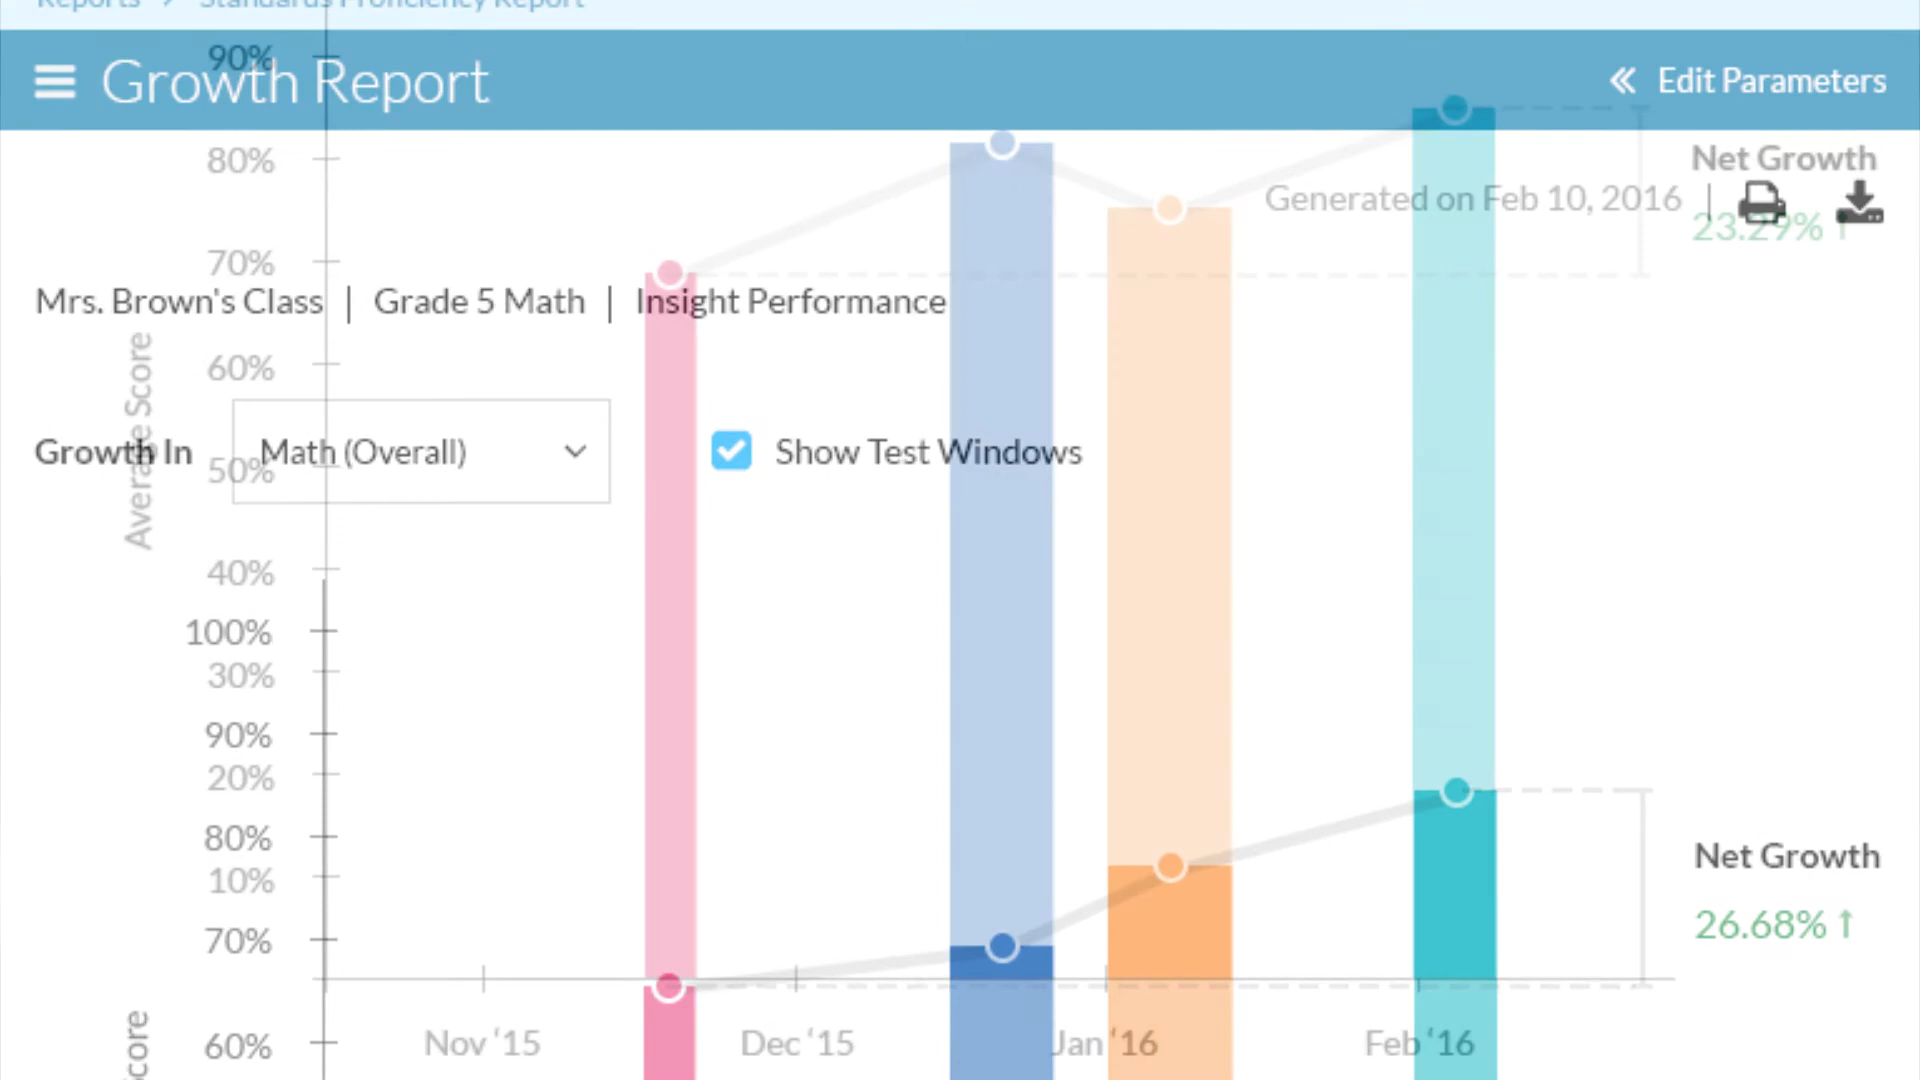 Reports > Standards Proficiency Report
90%
Growth Report
Edit Parameters
80%
Net Growth
Generated on Feb 10, 2016 |
23.29% ↑
70%
Mrs. Brown's Class | Grade 5 Math | Insight Performance
60%
Average Score
Growth In
Math (Overall)
Show Test Windows
50%
40%
100%
30%
90%
20%
80%
Net Growth
10%
26.68% ↑
70%
Nov ‘15
Dec ‘15
Jan ‘16
Feb ‘16
60%